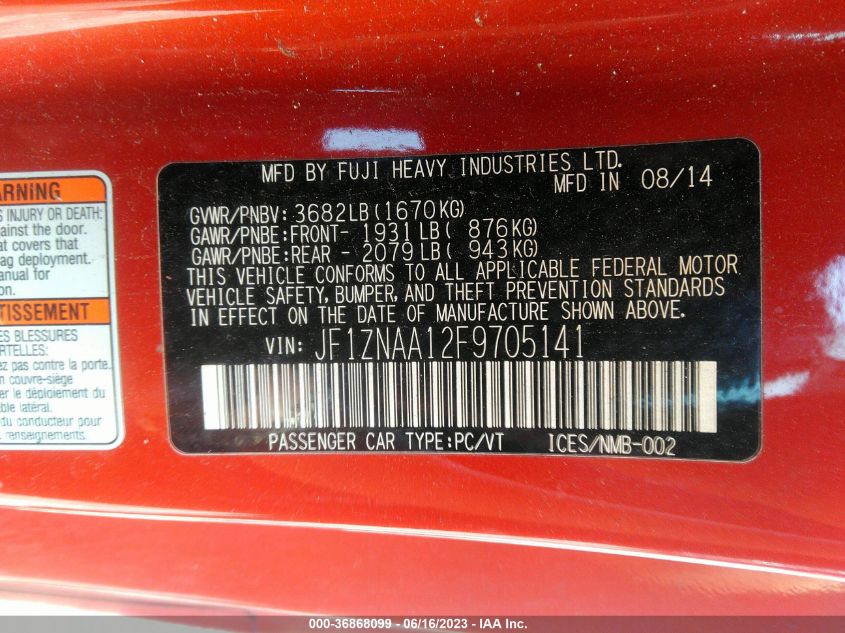 WARNING
INJURY OR DEATH:
against the door.
at covers that
ag deployment.
manual for
on.
TISSEMENT
ES BLESSURES
RTELLES:
ez pas contre la porte.
couvre-siège
er le déploiement du
ble latéral.
du conducteur pour
renseignements.
MFD BY FUJI HEAVY INDUSTRIES LTD.
MFD IN 08/14
GVWR/PNBV: 3682LB(1670KG)
GAWR/PNBE:FRONT- 1931LB( 876KG)
GAWR/PNBE:REAR - 2079LB( 943KG)
THIS VEHICLE CONFORMS TO ALL APPLICABLE FEDERAL MOTOR
VEHICLE SAFETY, BUMPER, AND THEFT PREVENTION STANDARDS
IN EFFECT ON THE DATE OF MANUFACTURE SHOWN ABOVE.
VIN: JF1ZNAA12F9705141
PASSENGER CAR TYPE:PC/VT ICES/NMB-002
000-36868099 - 06/16/2023 - IAA Inc.